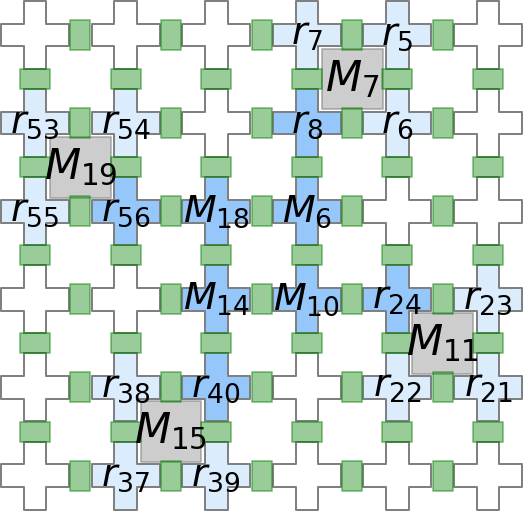 r₇ r₅
M₇
r₅₃ r₅₄ r₈ r₆
M₁₉
r₅₅ r₅₆ M₁₈ M₆
M₁₄ M₁₀ r₂₄ r₂₃
M₁₁
r₃₈ r₄₀ r₂₂ r₂₁
M₁₅
r₃₇ r₃₉